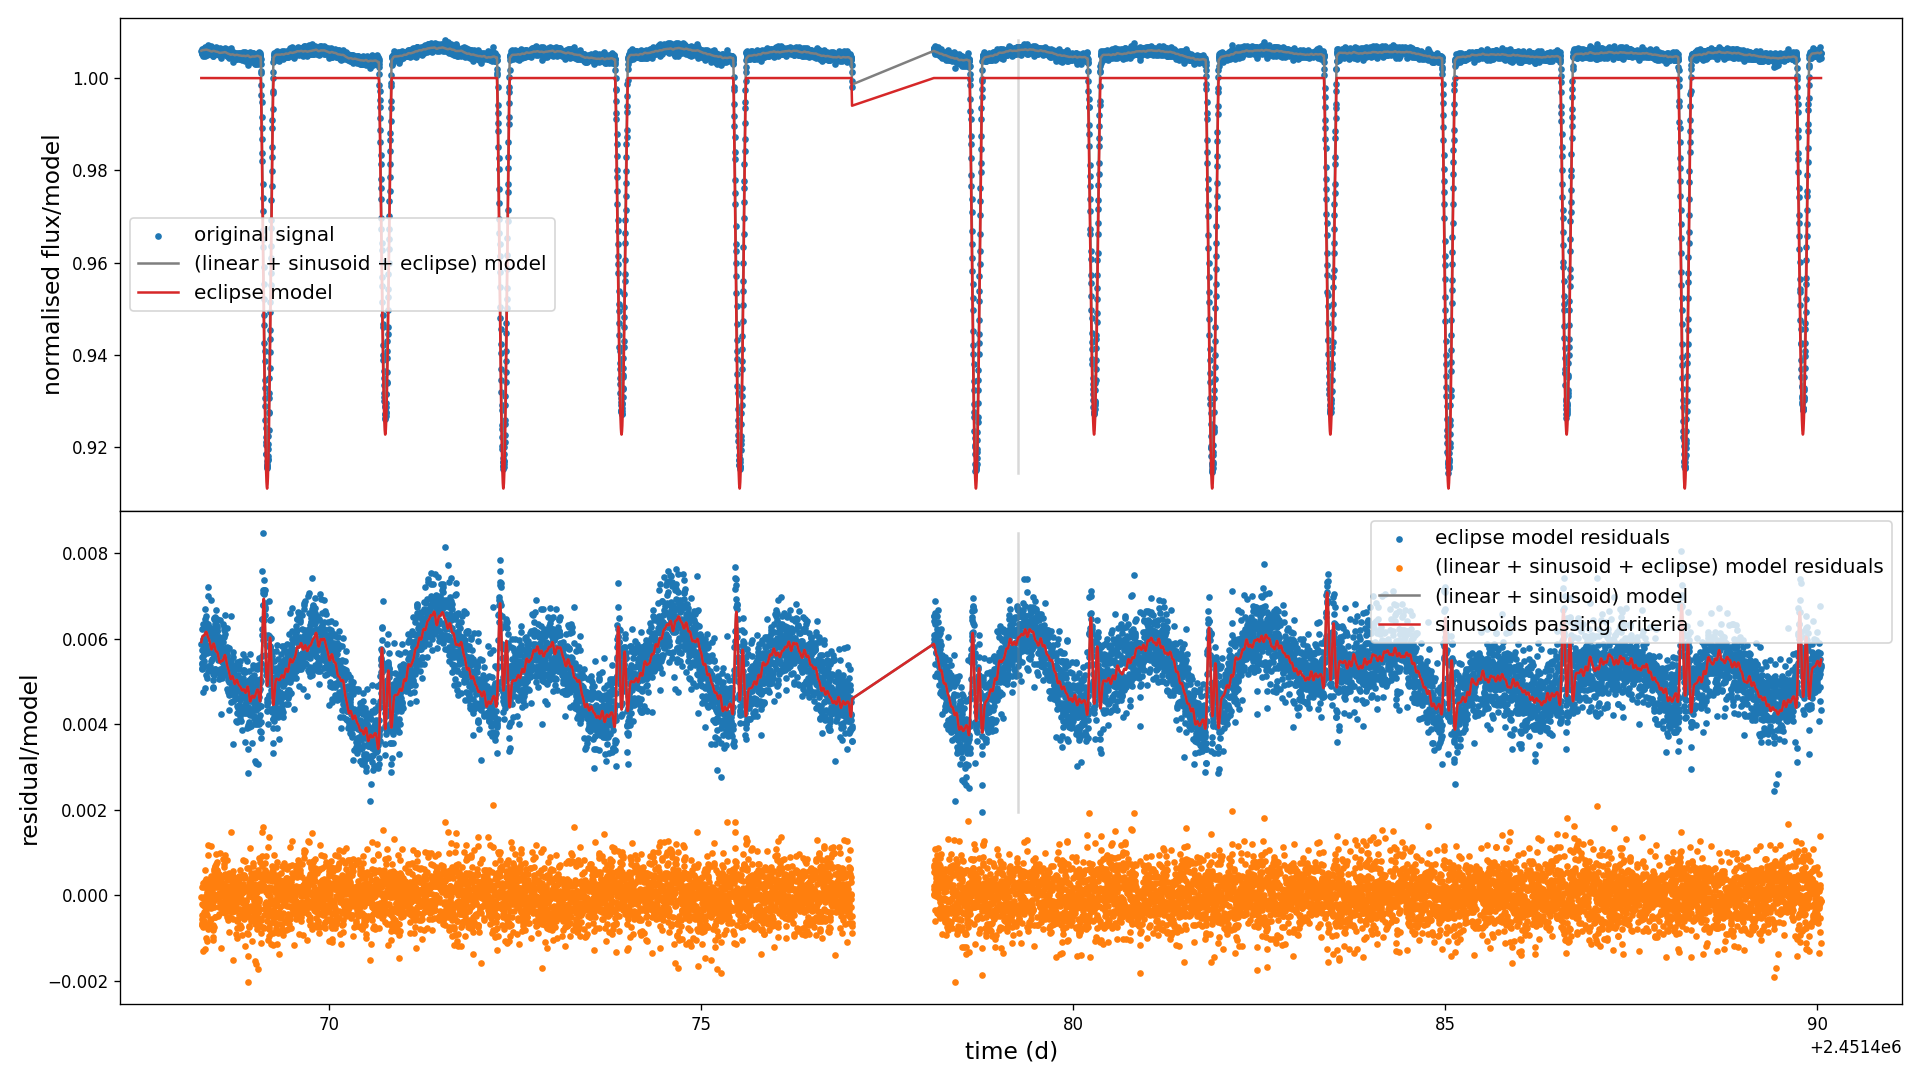 normalised flux/model
1.00
0.98
0.96
0.94
0.92
original signal
(linear + sinusoid + eclipse) model
eclipse model
residual/model
0.008
0.006
0.004
0.002
0.000
−0.002
eclipse model residuals
(linear + sinusoid + eclipse) model residuals
(linear + sinusoid) model
sinusoids passing criteria
70
75
80
85
90
time (d)
+2.4514e6